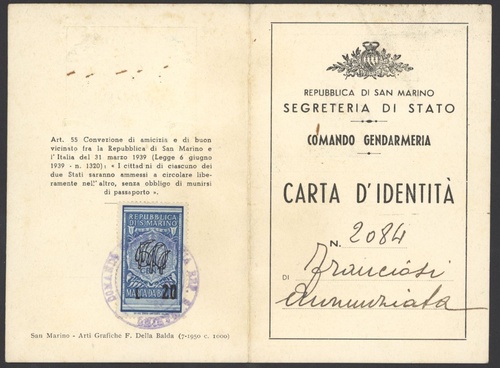 Art. 55 Convezione di amicizia e di buon
vicinato fra la Repubblica di San Marino e
l'Italia del 31 marzo 1939 (Legge 6 giugno
1939 - n. 1320): « I cittadini di ciascuno dei
due Stati saranno ammessi a circolare libe-
ramente nell'altro, senza obbligo di munirsi
di passaporto ».
REPUBBLICA
DI S. MARINO
MARCA DA BOLLO
San Marino - Arti Grafiche F. Della Balda (7-1950 c. 1000)
REPUBBLICA DI SAN MARINO
SEGRETERIA DI STATO
COMANDO GENDARMERIA
CARTA D'IDENTITÀ
N. 2084
DI Franciosi
Annunziata